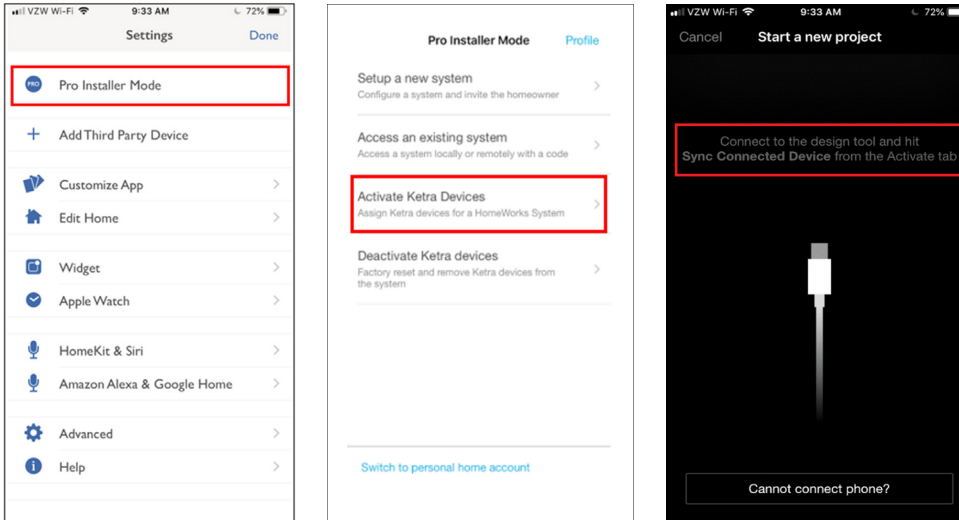 VZW Wi-Fi 9:33 AM 72%
Settings Done
PRO Pro Installer Mode
Add Third Party Device
Customize App
Edit Home
Widget
Apple Watch
HomeKit & Siri
Amazon Alexa & Google Home
Advanced
Help
Pro Installer Mode Profile
Setup a new system
Configure a system and invite the homeowner
Access an existing system
Access a system locally or remotely with a code
Activate Ketra Devices
Assign Ketra devices for a HomeWorks System
Deactivate Ketra devices
Factory reset and remove Ketra devices from
the system
Switch to personal home account
VZW Wi-Fi 9:33 AM 72%
Cancel Start a new project
Connect to the design tool and hit
Sync Connected Device from the Activate tab
Cannot connect phone?